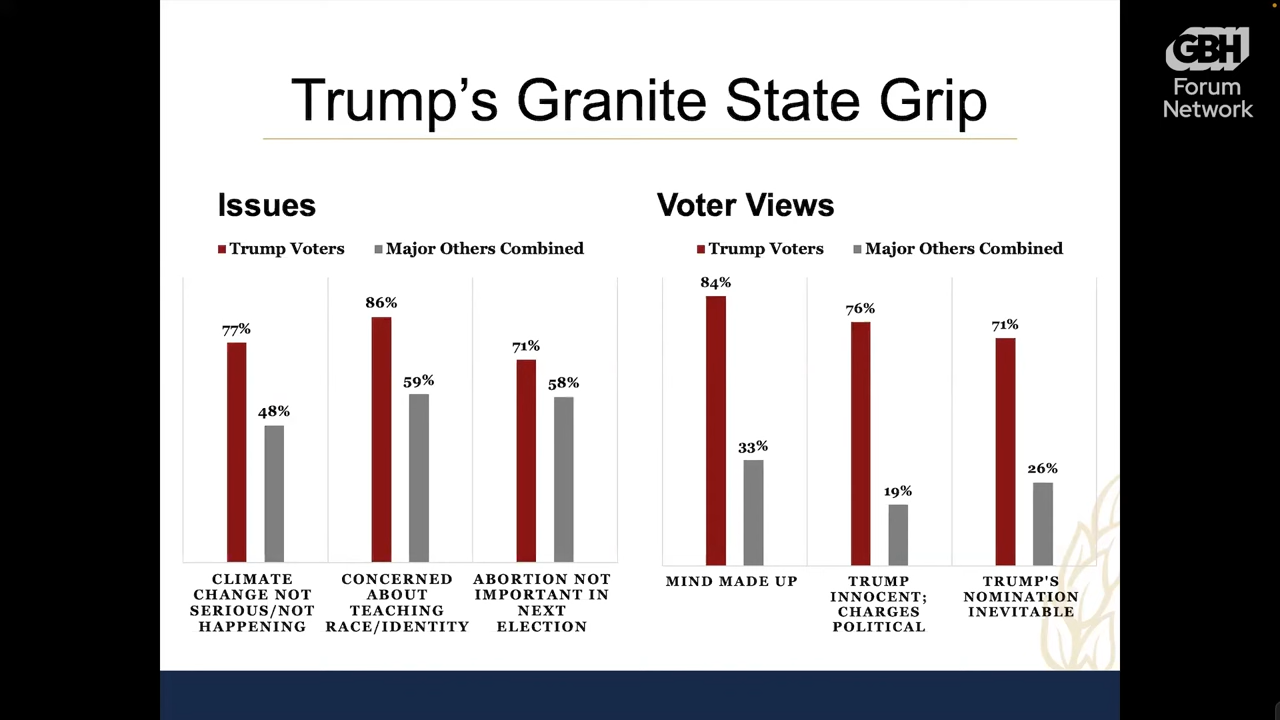 GBH
Forum
Network
Trump’s Granite State Grip
Issues
Trump Voters Major Others Combined
77%
48%
86%
59%
71%
58%
CLIMATE
CHANGE NOT
SERIOUS/NOT
HAPPENING
CONCERNED
ABOUT
TEACHING
RACE/IDENTITY
ABORTION NOT
IMPORTANT IN
NEXT
ELECTION
Voter Views
Trump Voters Major Others Combined
84%
33%
76%
19%
71%
26%
MIND MADE UP
TRUMP
INNOCENT;
CHARGES
POLITICAL
TRUMP'S
NOMINATION
INEVITABLE